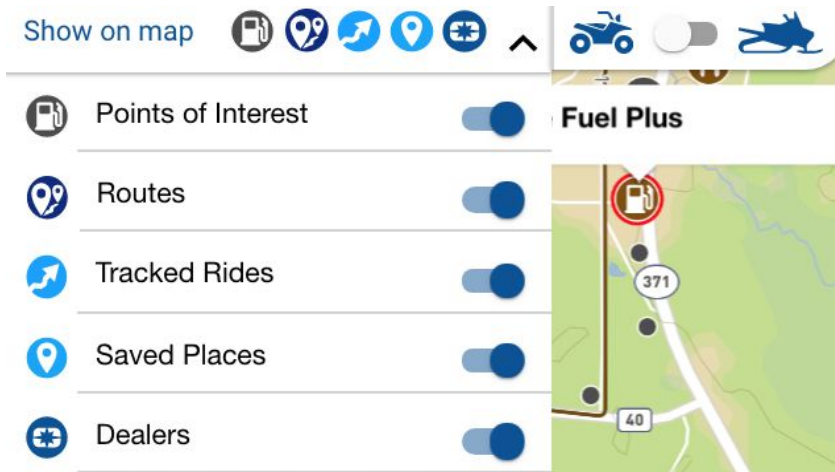 Show on map
Points of Interest
Fuel Plus
Routes
Tracked Rides
371
Saved Places
40
Dealers